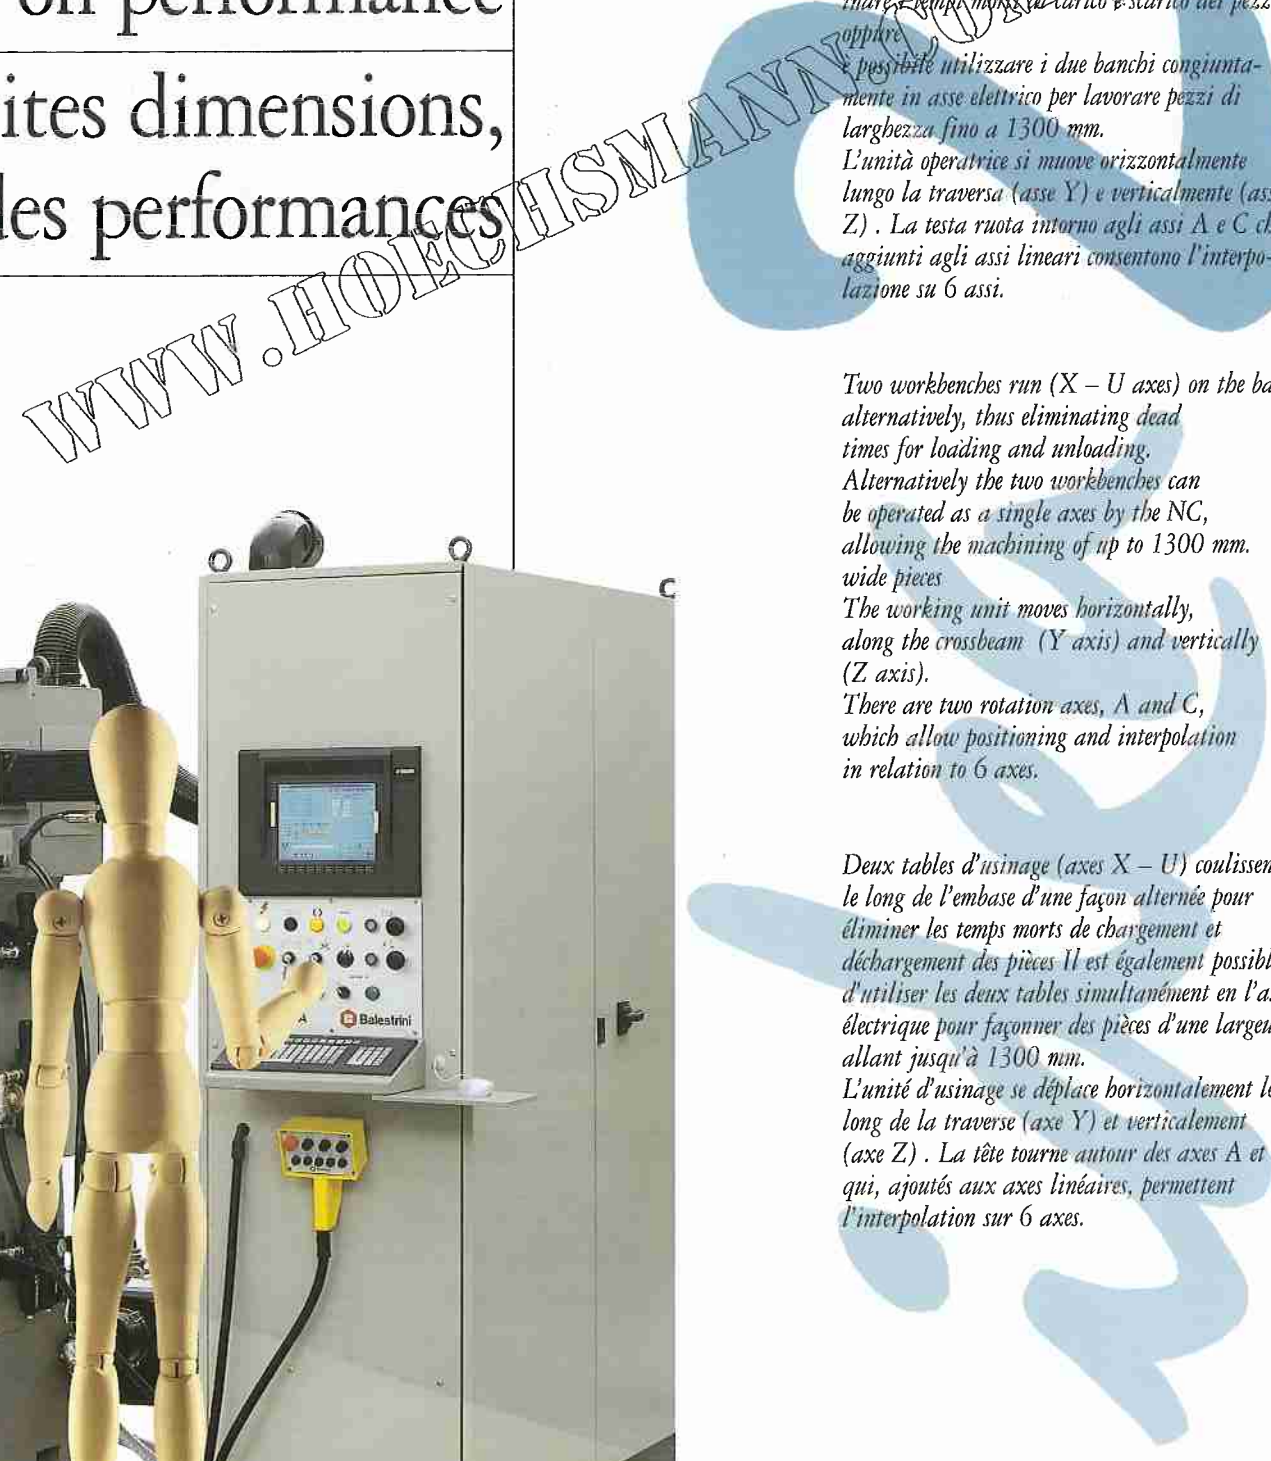 on performance
ites dimensions,
des performances
WWW.HOECHSMANN.COM
inare i tempi morti di carico e scarico dei pezz
oppure
è possibile utilizzare i due banchi congiunta-
mente in asse elettrico per lavorare pezzi di
larghezza fino a 1300 mm.
L'unità operatrice si muove orizzontalmente
lungo la traversa (asse Y) e verticalmente (ass
Z) . La testa ruota intorno agli assi A e C ch
aggiunti agli assi lineari consentono l'interpo-
lazione su 6 assi.
Two workbenches run (X – U axes) on the ba
alternatively, thus eliminating dead
times for loading and unloading.
Alternatively the two workbenches can
be operated as a single axes by the NC,
allowing the machining of up to 1300 mm.
wide pieces
The working unit moves horizontally,
along the crossbeam (Y axis) and vertically
(Z axis).
There are two rotation axes, A and C,
which allow positioning and interpolation
in relation to 6 axes.
Deux tables d'usinage (axes X – U) coulissen
le long de l'embase d'une façon alternée pour
éliminer les temps morts de chargement et
déchargement des pièces Il est également possibl
d'utiliser les deux tables simultanément en l'a
électrique pour façonner des pièces d'une largeu
allant jusqu'à 1300 mm.
L'unité d'usinage se déplace horizontalement le
long de la traverse (axe Y) et verticalement
(axe Z) . La tête tourne autour des axes A et
qui, ajoutés aux axes linéaires, permettent
l'interpolation sur 6 axes.
A
Balestrini